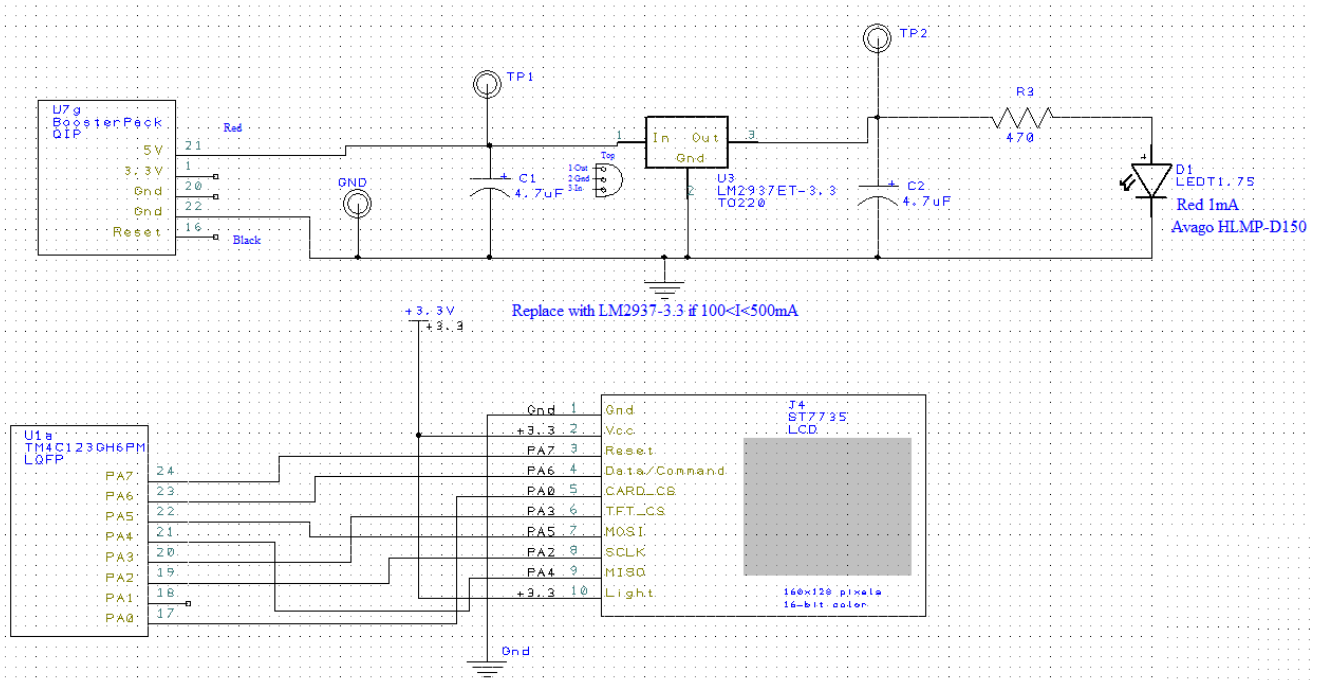 TP2
TP1
R3
470
U7g
BoosterPack
QIP
Red
5V 21
3.3V 1
Gnd 20
Gnd 22
Reset 16
Black
GND
C1
4.7uF
Top
1 Out
2 Gnd
3 In
1 In Out 3
Gnd
2
U3
LM2937ET-3.3
TO220
C2
4.7uF
D1
LEDT1.75
Red 1mA
Avago HLMP-D150
+
+
+
Replace with LM2937-3.3 if 100<I<500mA
+3.3V
+3.3
U1a
TM4C123GH6PM
LQFP
PA7 24
PA6 23
PA5 22
PA4 21
PA3 20
PA2 19
PA1 18
PA0 17
J4
ST7735
LCD
Gnd 1 Gnd
+3.3 2 Vcc
PA7 3 Reset
PA6 4 Data/Command
PA0 5 CARD_CS
PA3 6 TFT_CS
PA5 7 MOSI
PA2 8 SCLK
PA4 9 MISO
+3.3 10 Light
160x128 pixels
16-bit color
Gnd